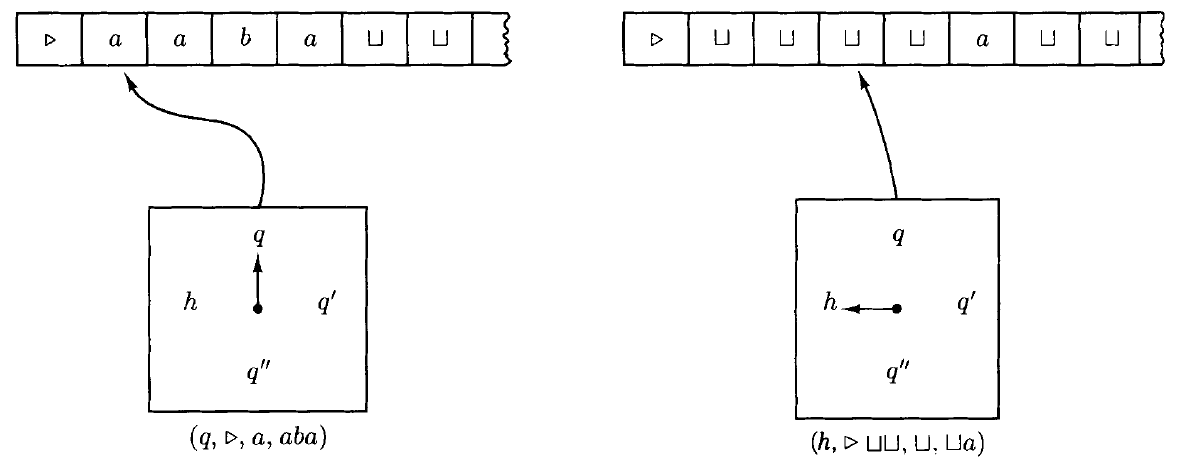 ▷ a a b a ⊔ ⊔
▷ ⊔ ⊔ ⊔ ⊔ a ⊔ ⊔
q
h q′
q″
(q, ▷, a, aba)
q
h q′
q″
(h, ▷ ⊔⊔, ⊔, ⊔a)